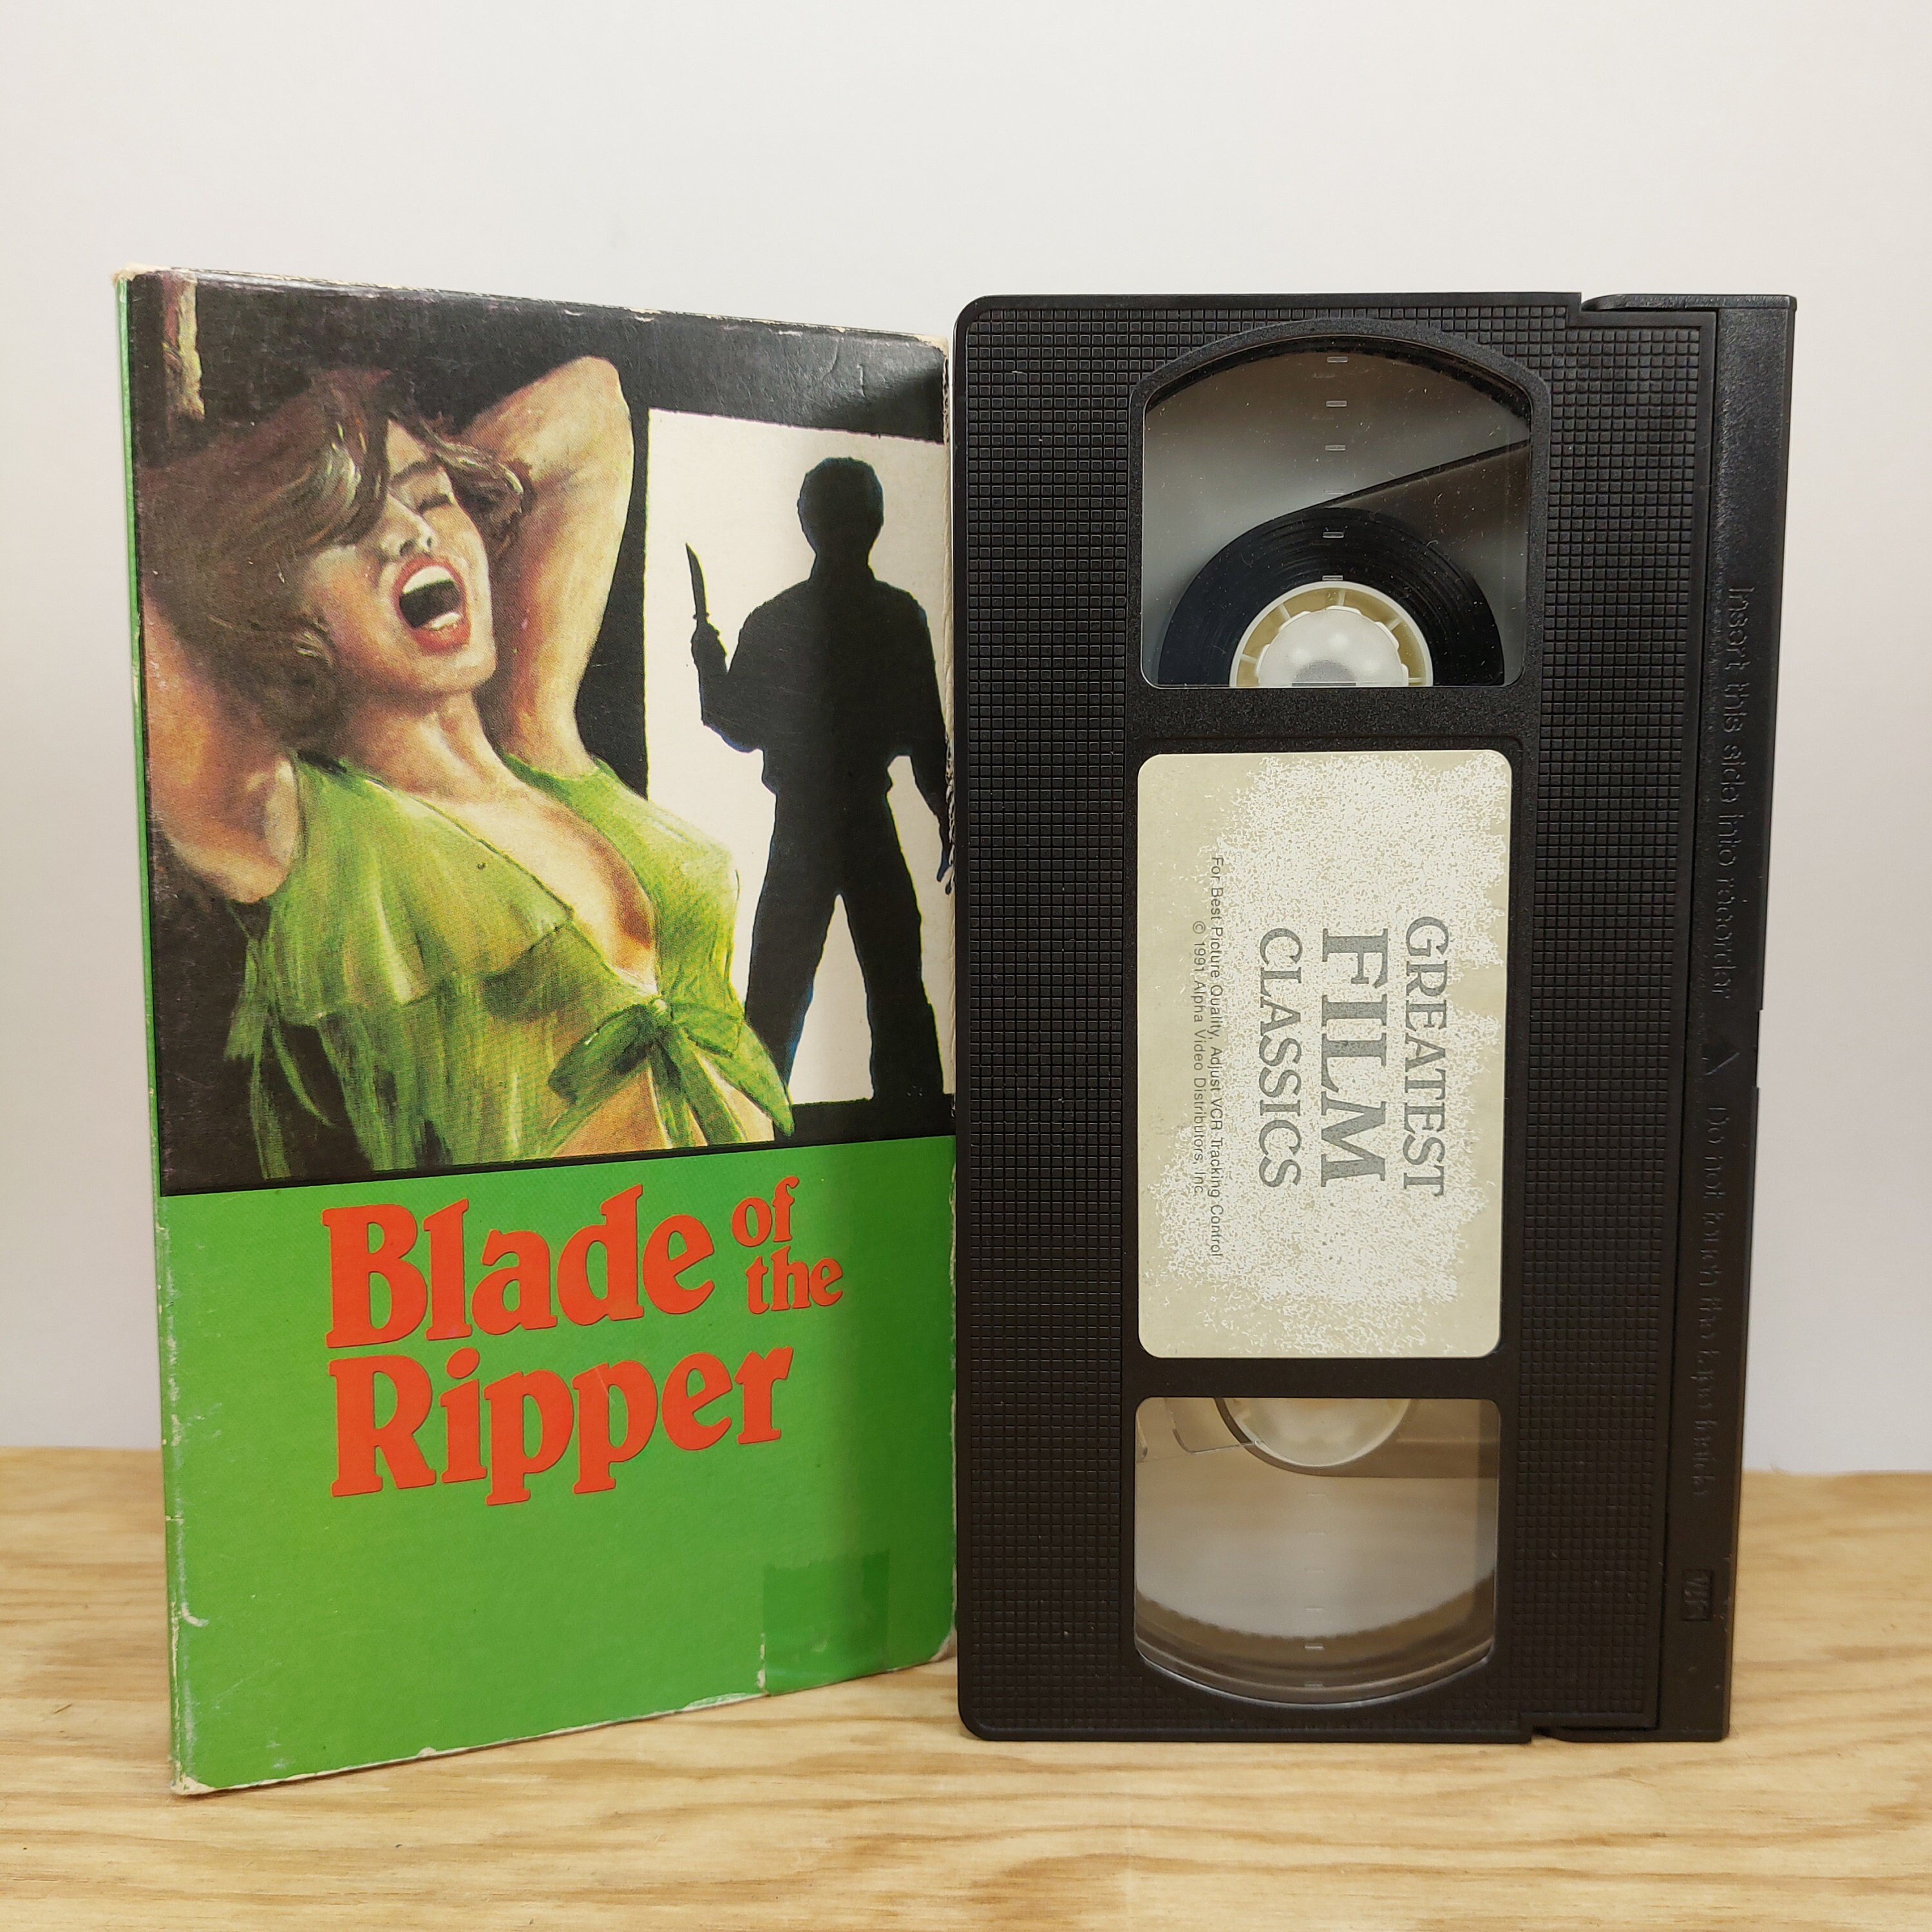 Blade of the
Ripper
GREATEST
FILM
CLASSICS
For Best Picture Quality, Adjust VCR Tracking Control
© 1991 Alpha Video Distributors, Inc.
Insert this side into recorder
Do not touch the tape inside
VHS